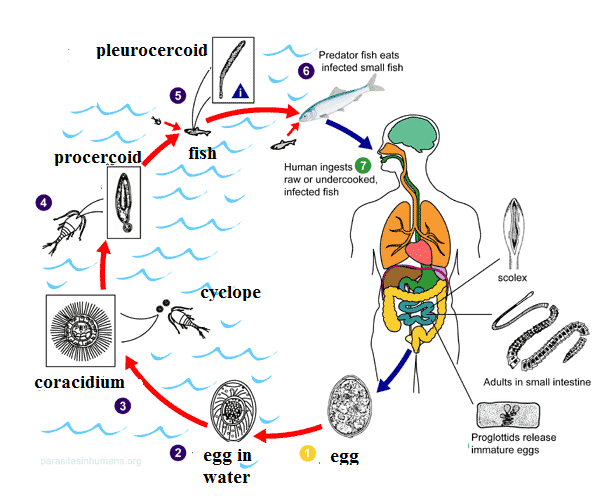 pleurocercoid
i
6
Predator fish eats
infected small fish
5
fish
procercoid
7
Human ingests
raw or undercooked,
infected fish
4
scolex
cyclope
coracidium
Adults in small intestine
3
Proglottids release
immature eggs
2
egg in
water
1
egg
parasitesinhumans.org